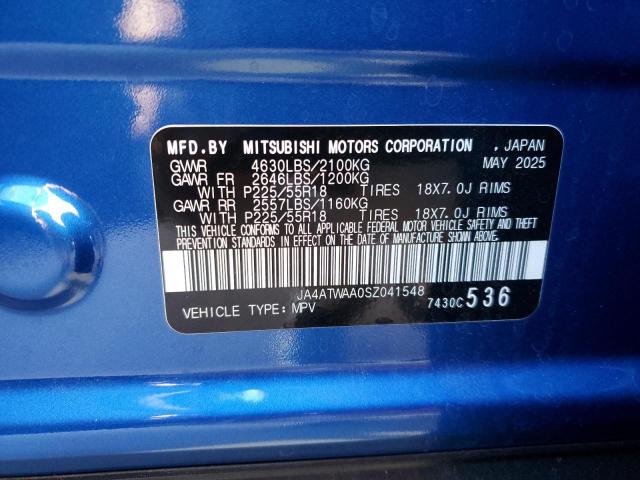 MFD.BY MITSUBISHI MOTORS CORPORATION , JAPAN
GVWR 4630LBS/2100KG MAY 2025
GAWR FR 2646LBS/1200KG
WITH P225/55R18 TIRES 18X7.0J RIMS
GAWR RR 2557LBS/1160KG
WITH P225/55R18 TIRES 18X7.0J RIMS
THIS VEHICLE CONFORMS TO ALL APPLICABLE FEDERAL MOTOR VEHICLE SAFETY AND THEFT
PREVENTION STANDARDS IN EFFECT ON THE DATE OF MANUFACTURE SHOWN ABOVE.
JA4ATWAA0SZ041548
VEHICLE TYPE: MPV 7430C 536